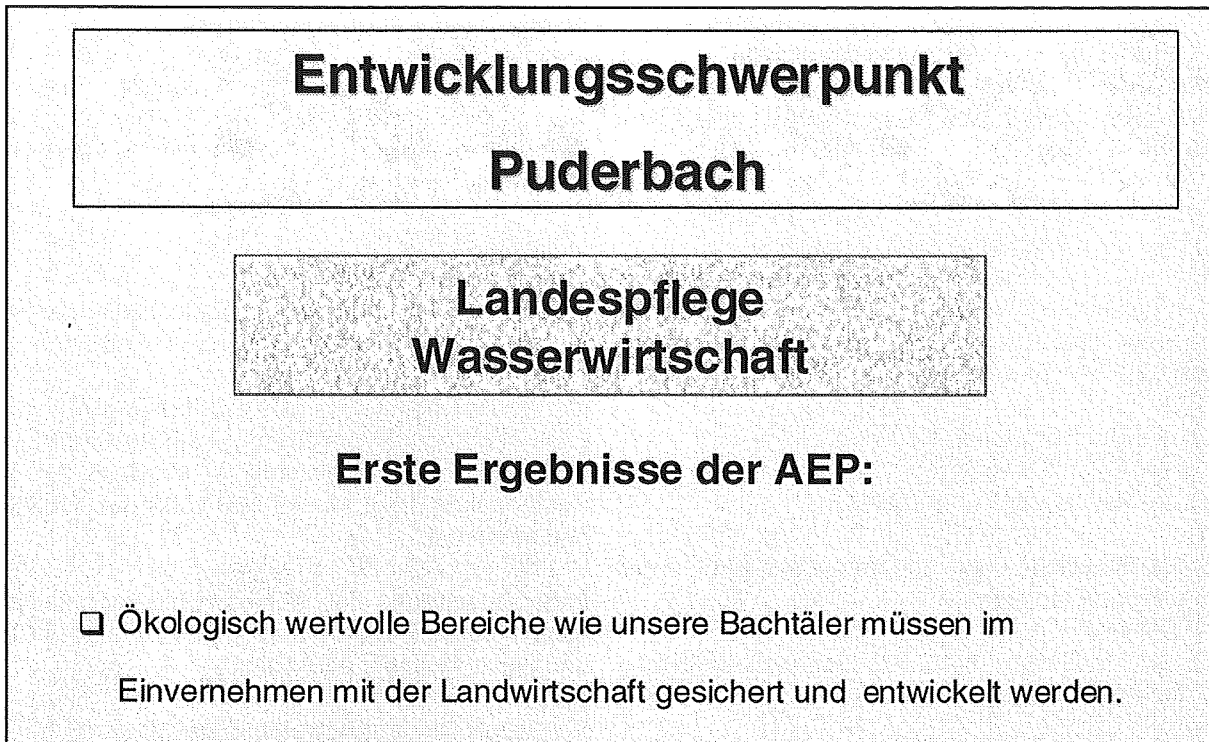 Entwicklungsschwerpunkt
Puderbach
Landespflege
Wasserwirtschaft
Erste Ergebnisse der AEP:
❑ Ökologisch wertvolle Bereiche wie unsere Bachtäler müssen im
Einvernehmen mit der Landwirtschaft gesichert und entwickelt werden.